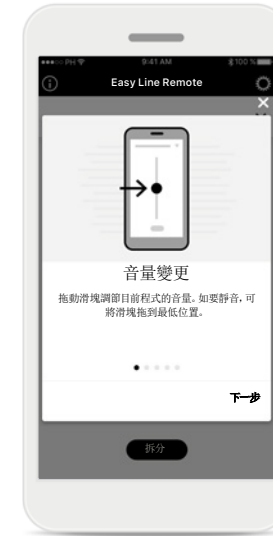 PH 9:41 AM 100 %
Easy Line Remote
音量變更
拖動滑塊調節目前程式的音量。如要靜音，可
將滑塊拖到最低位置。
下一步
拆分